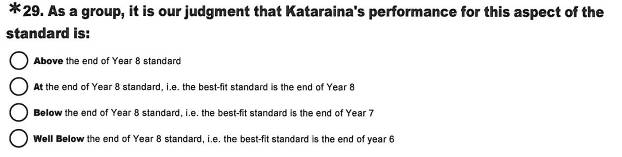 *29. As a group, it is our judgment that Kataraina's performance for this aspect of the
standard is:
Above the end of Year 8 standard
At the end of Year 8 standard, i.e. the best-fit standard is the end of Year 8
Below the end of Year 8 standard, i.e. the best-fit standard is the end of Year 7
Well Below the end of Year 8 standard, i.e. the best-fit standard is the end of year 6